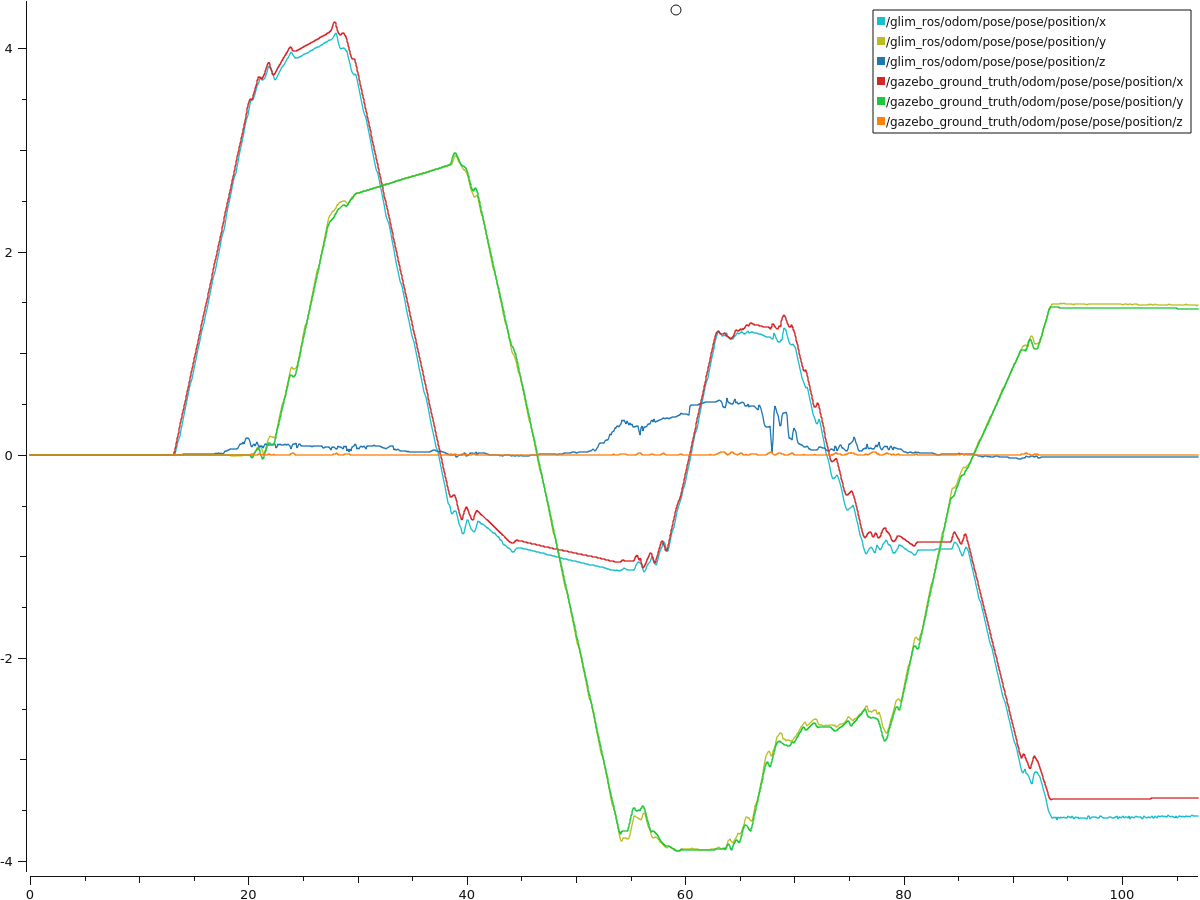 /glim_ros/odom/pose/pose/position/x
/glim_ros/odom/pose/pose/position/y
/glim_ros/odom/pose/pose/position/z
/gazebo_ground_truth/odom/pose/pose/position/x
/gazebo_ground_truth/odom/pose/pose/position/y
/gazebo_ground_truth/odom/pose/pose/position/z
4
2
0
-2
-4
0 20 40 60 80 100